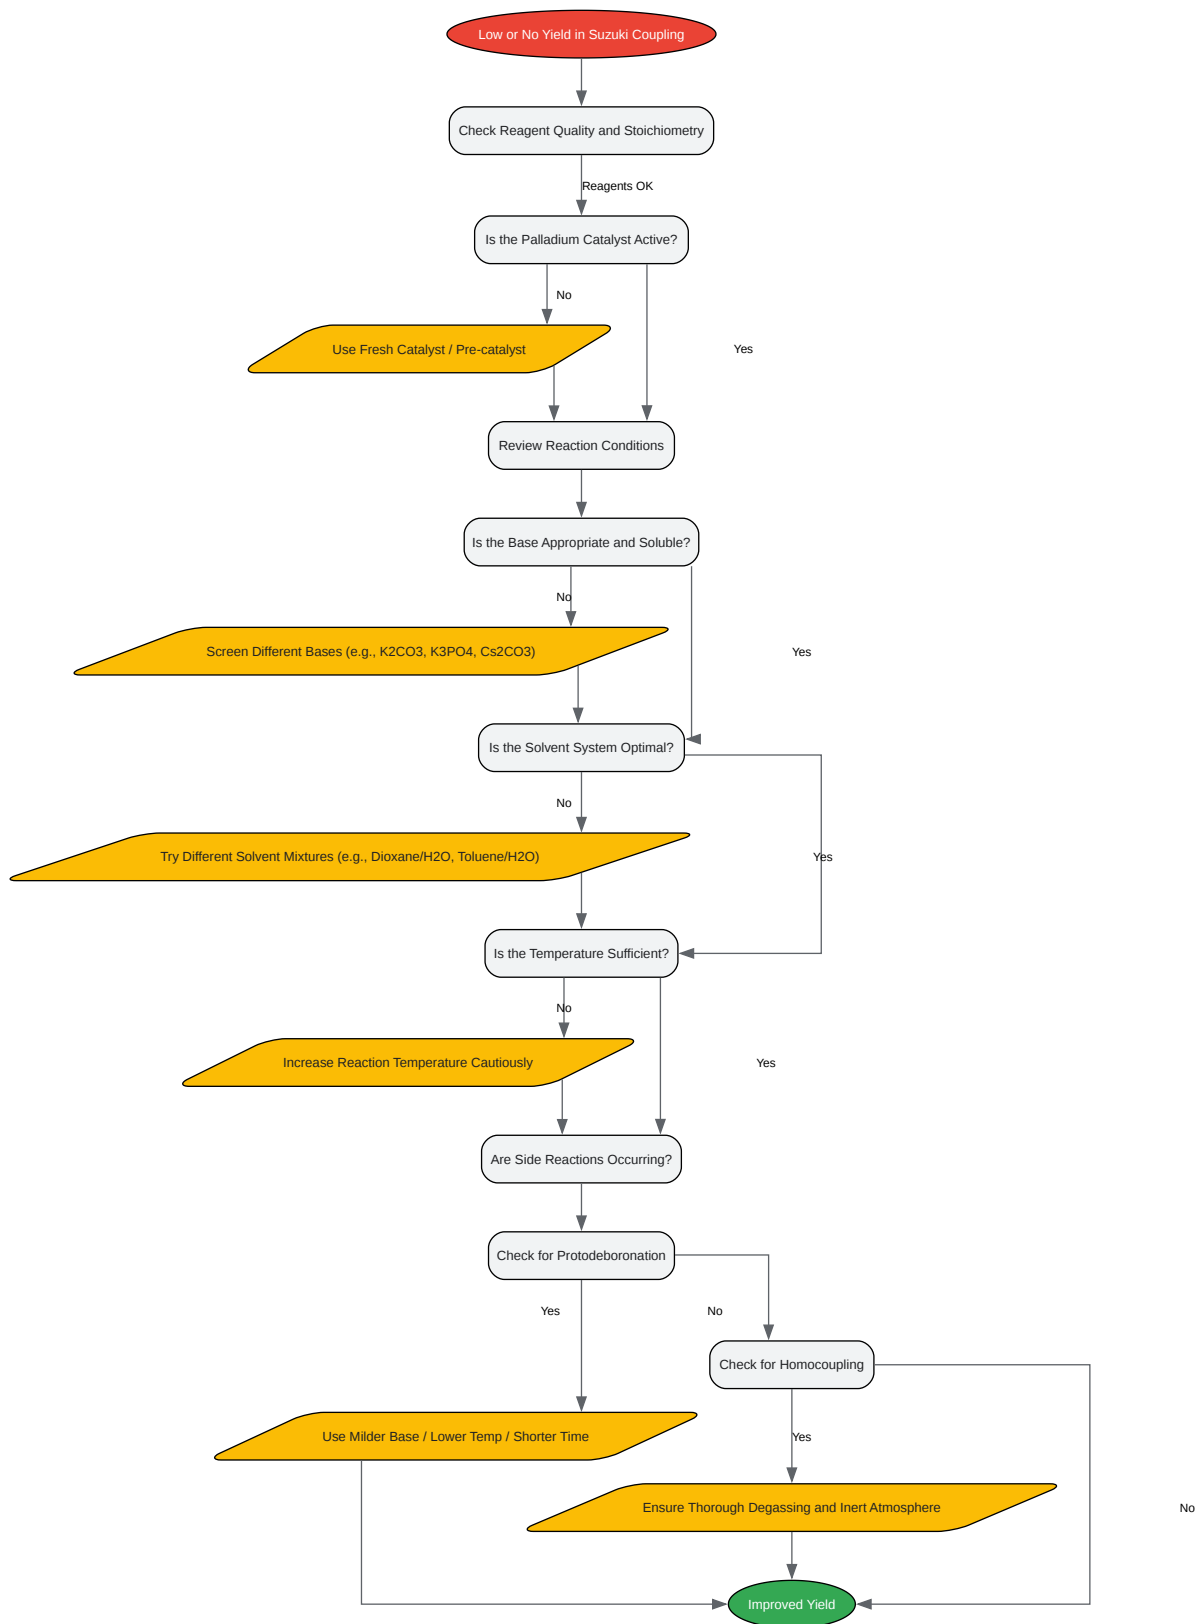 Low or No Yield in Suzuki Coupling
Check Reagent Quality and Stoichiometry
Reagents OK
Is the Palladium Catalyst Active?
No
Use Fresh Catalyst / Pre-catalyst
Yes
Review Reaction Conditions
Is the Base Appropriate and Soluble?
No
Screen Different Bases (e.g., K2CO3, K3PO4, Cs2CO3)
Yes
Is the Solvent System Optimal?
No
Try Different Solvent Mixtures (e.g., Dioxane/H2O, Toluene/H2O)
Yes
Is the Temperature Sufficient?
No
Increase Reaction Temperature Cautiously
Yes
Are Side Reactions Occurring?
Check for Protodeboronation
Yes
No
Check for Homocoupling
Use Milder Base / Lower Temp / Shorter Time
Yes
Ensure Thorough Degassing and Inert Atmosphere
No
Improved Yield